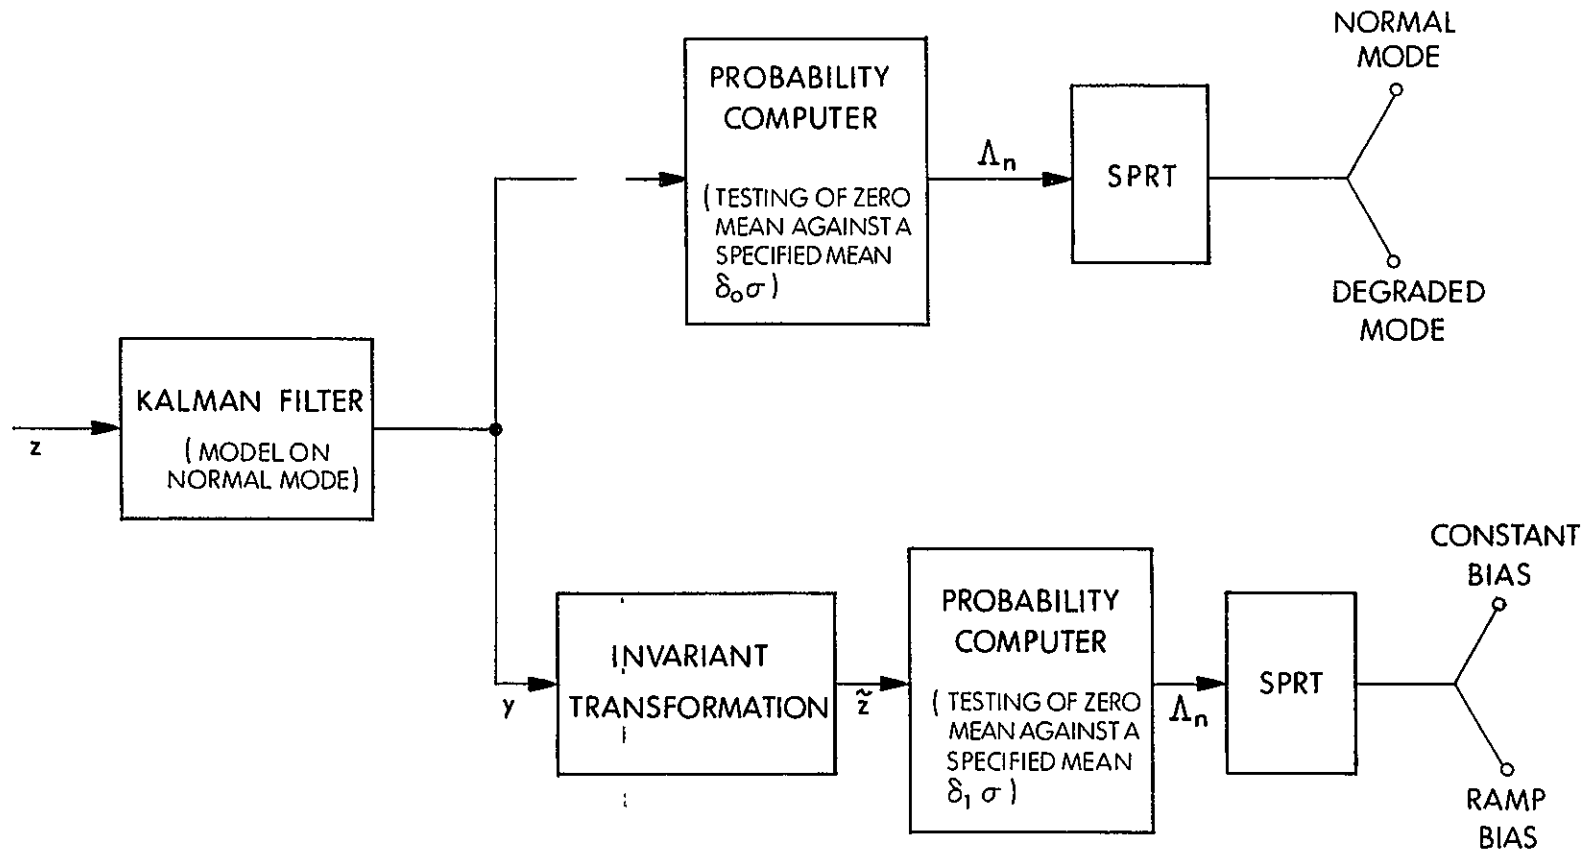 NORMAL
MODE
PROBABILITY
COMPUTER
(TESTING OF ZERO
MEAN AGAINST A
SPECIFIED MEAN
δ₀σ)
Λₙ
SPRT
DEGRADED
MODE
KALMAN FILTER
(MODEL ON
NORMAL MODE)
z
CONSTANT
BIAS
INVARIANT
TRANSFORMATION
y
z̃
PROBABILITY
COMPUTER
(TESTING OF ZERO
MEAN AGAINST A
SPECIFIED MEAN
δ₁σ)
Λₙ
SPRT
RAMP
BIAS